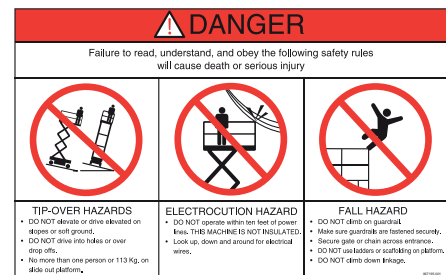 DANGER
Failure to read, understand, and obey the following safety rules
will cause death or serious injury
TIP-OVER HAZARDS
• DO NOT elevate or drive elevated on
slopes or soft ground.
• DO NOT drive into holes or over
drop offs.
• No more than one person or 113 Kg. on
slide out platform.
ELECTROCUTION HAZARD
• DO NOT operate within ten feet of power
lines. THIS MACHINE IS NOT INSULATED.
• Look up, down and around for electrical
wires.
FALL HAZARD
• DO NOT climb on guardrail.
• Make sure guardrails are fastened securely.
• Secure gate or chain across entrance.
• DO NOT use ladders or scaffolding on platform.
• DO NOT climb down linkage.